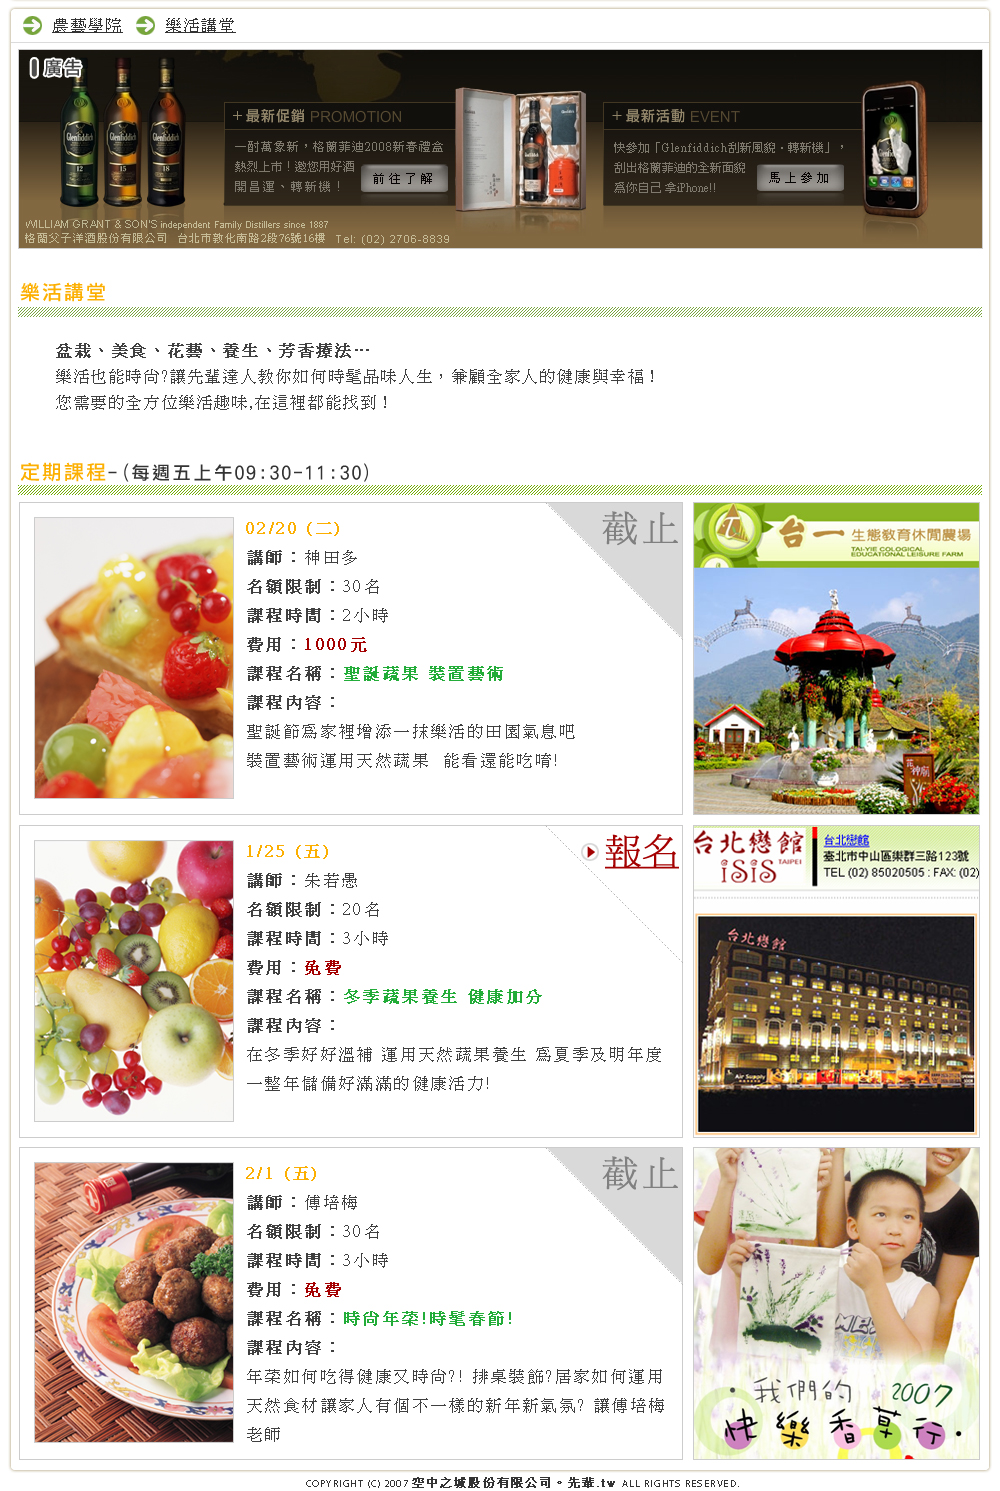 農藝學院 樂活講堂
廣告
Glenfiddich
12
Glenfiddich
15
Glenfiddich
18
+最新促銷 PROMOTION
一酎萬象新，格蘭菲迪2008新春禮盒
熱烈上市！邀您用好酒
開昌運、轉新機！
前往了解
+最新活動 EVENT
快參加「Glenfiddich刮新風貌‧轉新機」，
刮出格蘭菲迪的全新面貌
為你自己 拿iPhone!!
馬上參加
WILLIAM GRANT & SON'S independent Family Distillers since 1887
格蘭父子洋酒股份有限公司 台北市敦化南路2段76號16樓 Tel: (02) 2706-8839
樂活講堂
盆栽、美食、花藝、養生、芳香療法…
樂活也能時尚?讓先輩達人教你如何時髦品味人生，兼顧全家人的健康與幸福！
您需要的全方位樂活趣味,在這裡都能找到！
定期課程-(每週五上午09:30-11:30)
02/20 (二)
截止
講師：神田多
名額限制：30名
課程時間：2小時
費用：1000元
課程名稱：聖誕蔬果 裝置藝術
課程內容：
聖誕節為家裡增添一抹樂活的田園氣息吧
裝置藝術運用天然蔬果 能看還能吃唷!
台一 生態教育休閒農場
TAI-YIE COLOGICAL
EDUCATIONAL LEISURE FARM
1/25 (五)
報名
講師：朱若愚
名額限制：20名
課程時間：3小時
費用：免費
課程名稱：冬季蔬果養生 健康加分
課程內容：
在冬季好好溫補 運用天然蔬果養生 為夏季及明年度
一整年儲備好滿滿的健康活力!
台北戀館
ISIS TAIPEI
台北戀館
臺北市中山區樂群三路123號
TEL (02) 85020505 : FAX: (02)
台北戀館
Air Supply
2/1 (五)
截止
講師：傅培梅
名額限制：30名
課程時間：3小時
費用：免費
課程名稱：時尚年菜!時髦春節!
課程內容：
年菜如何吃得健康又時尚?! 排桌裝飾?居家如何運用
天然食材讓家人有個不一樣的新年新氣氛? 讓傅培梅
老師
我們的 2007
快樂香草行.
COPYRIGHT (C) 2007 空中之城股份有限公司。先輩.tw ALL RIGHTS RESERVED.